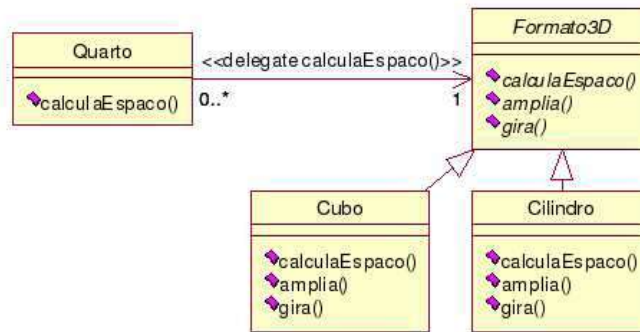 Quarto
calculaEspaco()
<<delegate calculaEspaco()>>
0..*
1
Formato3D
calculaEspaco()
amplia()
gira()
Cubo
calculaEspaco()
amplia()
gira()
Cilindro
calculaEspaco()
amplia()
gira()